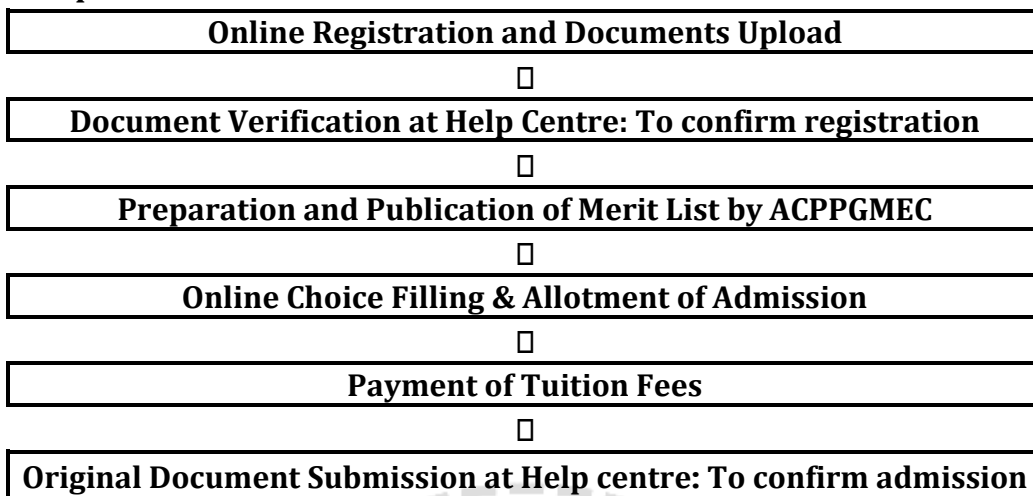 Online Registration and Documents Upload
Document Verification at Help Centre: To confirm registration
Preparation and Publication of Merit List by ACPPGMEC
Online Choice Filling & Allotment of Admission
Payment of Tuition Fees
Original Document Submission at Help centre: To confirm admission